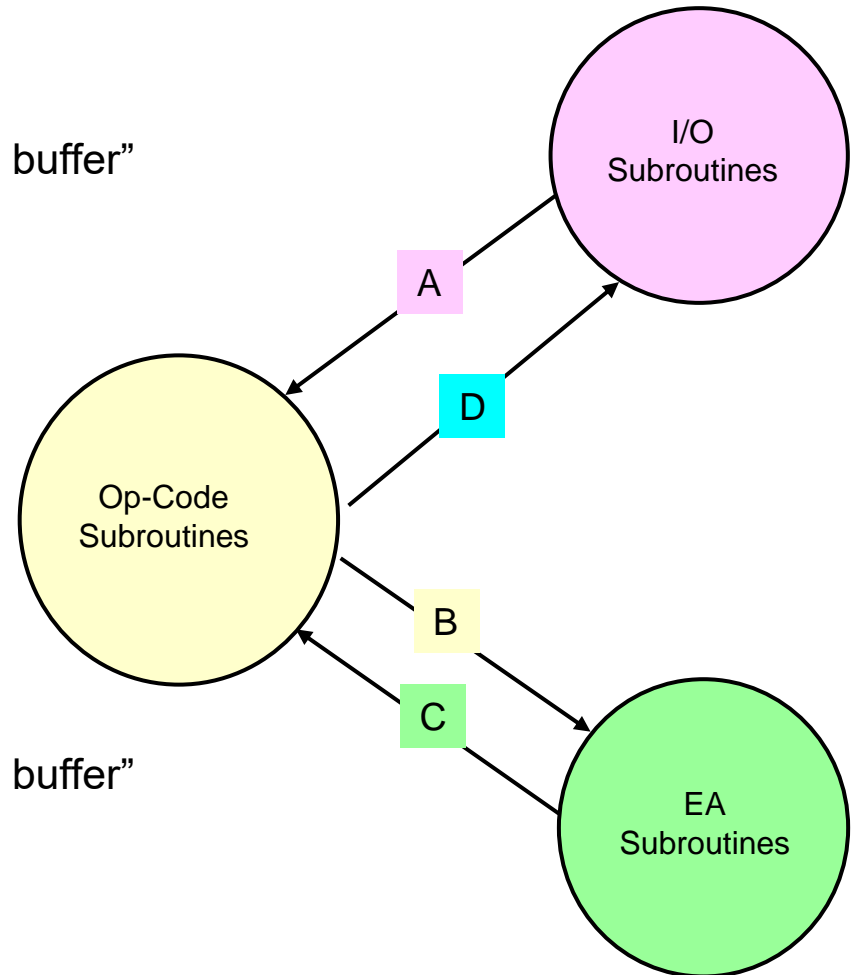 I/O
Subroutines
buffer”
A
D
Op-Code
Subroutines
B
C
buffer”
EA
Subroutines